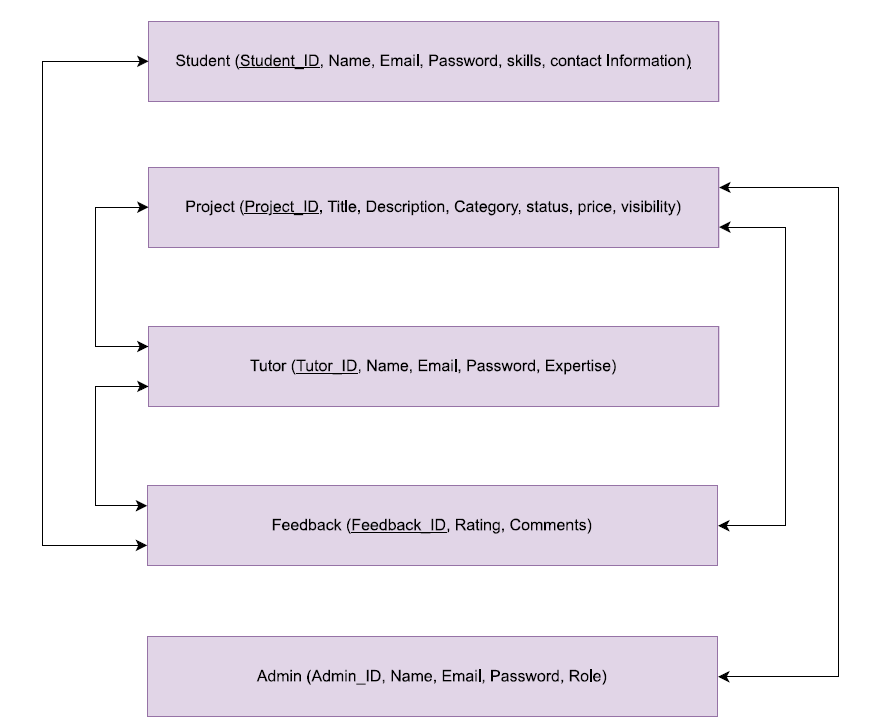 Student (Student_ID, Name, Email, Password, skills, contact Information)
Project (Project_ID, Title, Description, Category, status, price, visibility)
Tutor (Tutor_ID, Name, Email, Password, Expertise)
Feedback (Feedback_ID, Rating, Comments)
Admin (Admin_ID, Name, Email, Password, Role)